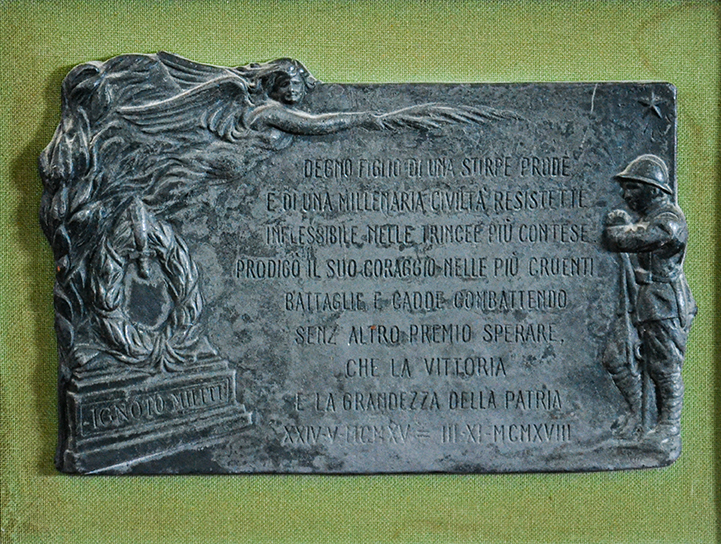 DEGNO FIGLIO DI UNA STIRPE PRODE
E DI UNA MILLENARIA CIVILTÀ, RESISTETTE
INFLESSIBILE NELLE TRINCEE PIÙ CONTESE
PRODIGÒ IL SUO CORAGGIO NELLE PIÙ CRUENTI
BATTAGLIE E CADDE COMBATTENDO
SENZ ALTRO PREMIO SPERARE,
CHE LA VITTORIA
E LA GRANDEZZA DELLA PATRIA
XXIV-V-MCMXV = III-XI-MCMXVIII
IGNOTO MILITI